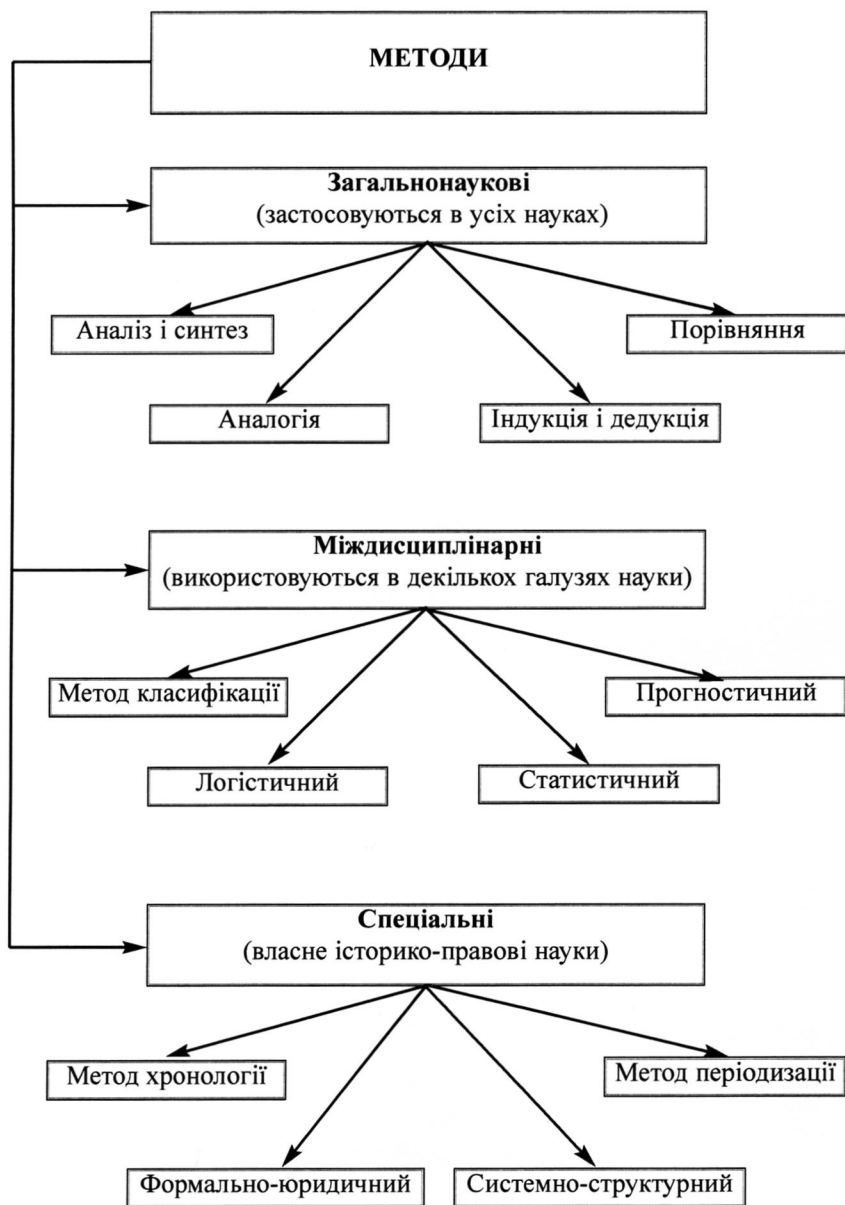 МЕТОДИ
Загальнонаукові
(застосовуються в усіх науках)
Аналіз і синтез
Порівняння
Аналогія
Індукція і дедукція
Міждисциплінарні
(використовуються в декількох галузях науки)
Метод класифікації
Прогностичний
Логістичний
Статистичний
Спеціальні
(власне історико-правові науки)
Метод хронології
Метод періодизації
Формально-юридичний
Системно-структурний